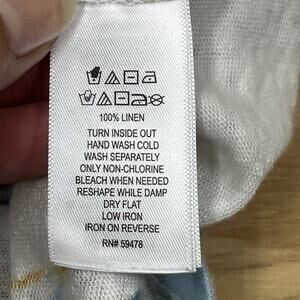 100% LINEN
TURN INSIDE OUT
HAND WASH COLD
WASH SEPARATELY
ONLY NON-CHLORINE
BLEACH WHEN NEEDED
RESHAPE WHILE DAMP
DRY FLAT
LOW IRON
IRON ON REVERSE
RN# 59478